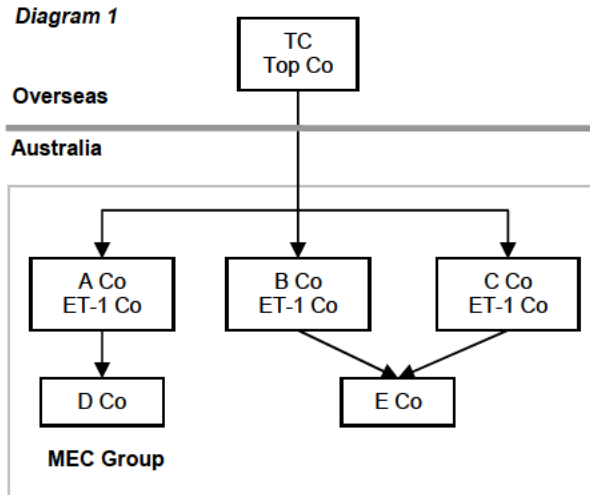 Diagram 1
TC
Top Co
Overseas
Australia
A Co
ET-1 Co
B Co
ET-1 Co
C Co
ET-1 Co
D Co
E Co
MEC Group